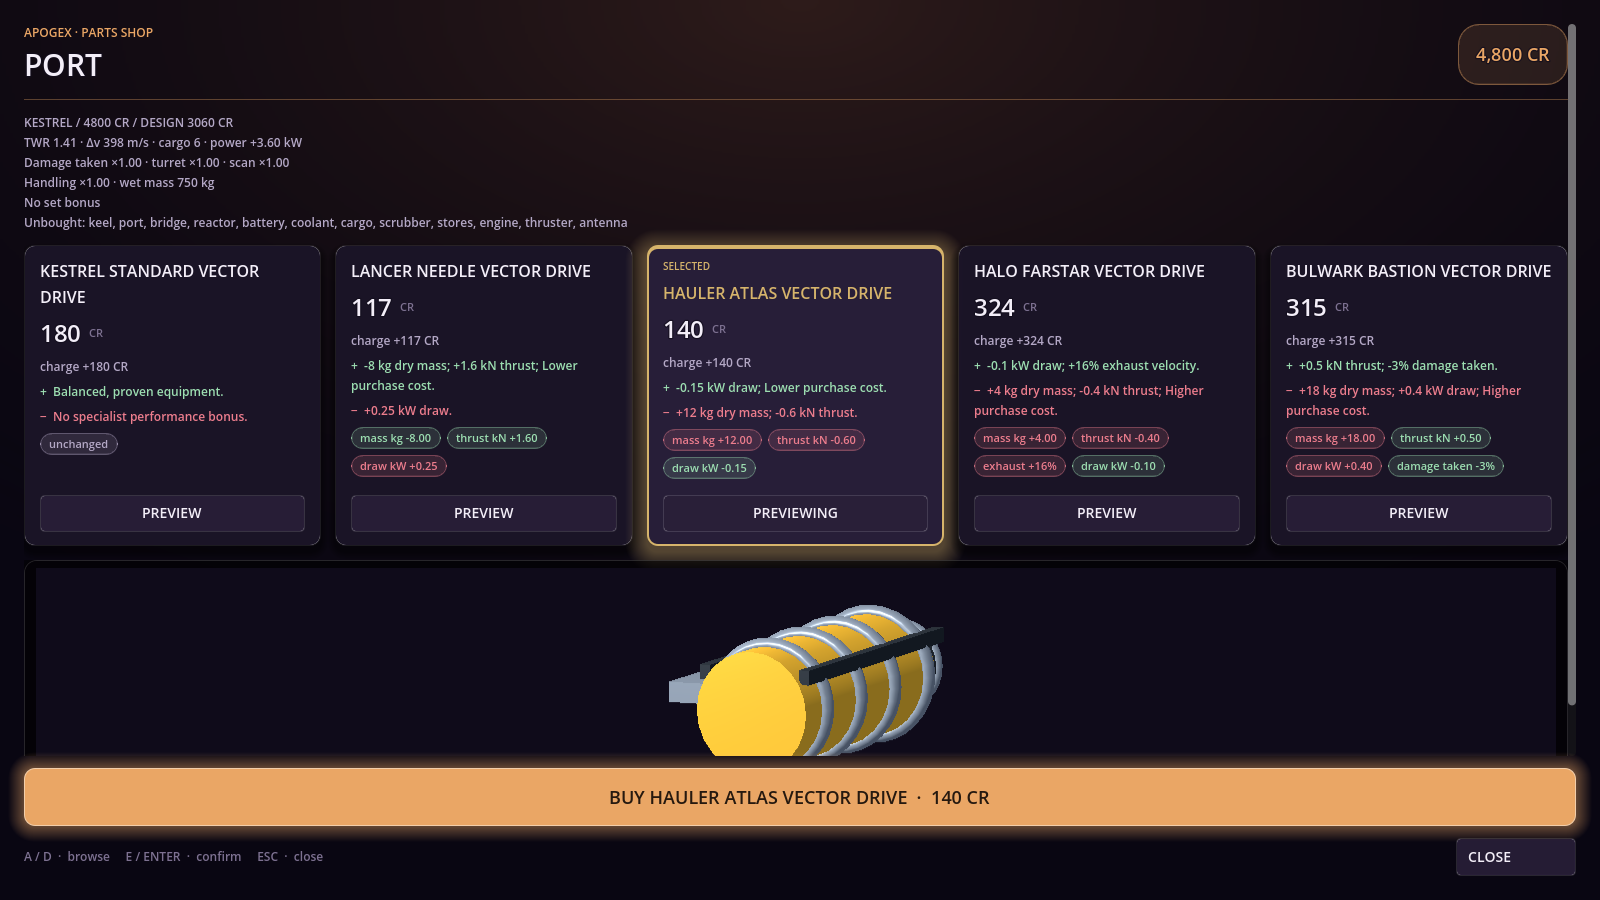 APOGEX · PARTS SHOP
PORT
4,800 CR
KESTREL / 4800 CR / DESIGN 3060 CR
TWR 1.41 · Δv 398 m/s · cargo 6 · power +3.60 kW
Damage taken ×1.00 · turret ×1.00 · scan ×1.00
Handling ×1.00 · wet mass 750 kg
No set bonus
Unbought: keel, port, bridge, reactor, battery, coolant, cargo, scrubber, stores, engine, thruster, antenna
KESTREL STANDARD VECTOR
DRIVE
180 CR
charge +180 CR
+ Balanced, proven equipment.
− No specialist performance bonus.
unchanged
PREVIEW
LANCER NEEDLE VECTOR DRIVE
117 CR
charge +117 CR
+ -8 kg dry mass; +1.6 kN thrust; Lower
purchase cost.
− +0.25 kW draw.
mass kg -8.00 thrust kN +1.60
draw kW +0.25
PREVIEW
SELECTED
HAULER ATLAS VECTOR DRIVE
140 CR
charge +140 CR
+ -0.15 kW draw; Lower purchase cost.
− +12 kg dry mass; -0.6 kN thrust.
mass kg +12.00 thrust kN -0.60
draw kW -0.15
PREVIEWING
HALO FARSTAR VECTOR DRIVE
324 CR
charge +324 CR
+ -0.1 kW draw; +16% exhaust velocity.
− +4 kg dry mass; -0.4 kN thrust; Higher
purchase cost.
mass kg +4.00 thrust kN -0.40
exhaust +16% draw kW -0.10
PREVIEW
BULWARK BASTION VECTOR DRIVE
315 CR
charge +315 CR
+ +0.5 kN thrust; -3% damage taken.
− +18 kg dry mass; +0.4 kW draw; Higher
purchase cost.
mass kg +18.00 thrust kN +0.50
draw kW +0.40 damage taken -3%
PREVIEW
BUY HAULER ATLAS VECTOR DRIVE · 140 CR
A / D · browse E / ENTER · confirm ESC · close
CLOSE